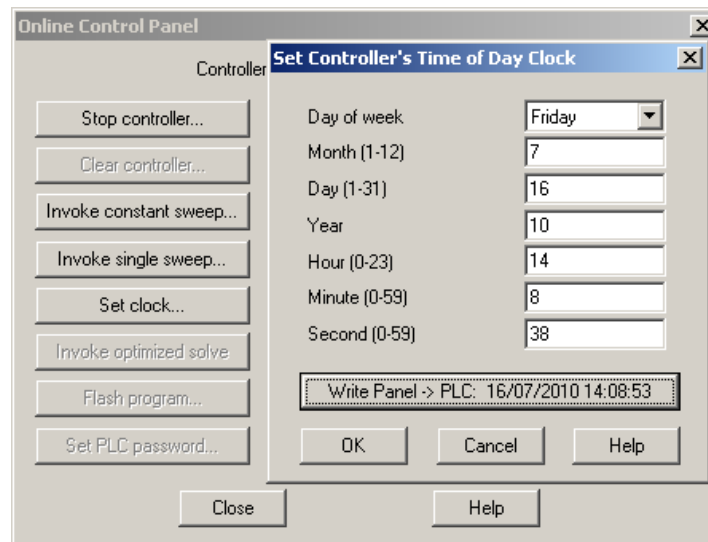 Online Control Panel
Controller
Set Controller's Time of Day Clock
Stop controller...
Clear controller...
Invoke constant sweep...
Invoke single sweep...
Set clock...
Invoke optimized solve
Flash program...
Set PLC password...
Day of week Friday
Month (1-12) 7
Day (1-31) 16
Year 10
Hour (0-23) 14
Minute (0-59) 8
Second (0-59) 38
Write Panel -> PLC: 16/07/2010 14:08:53
OK Cancel Help
Close Help